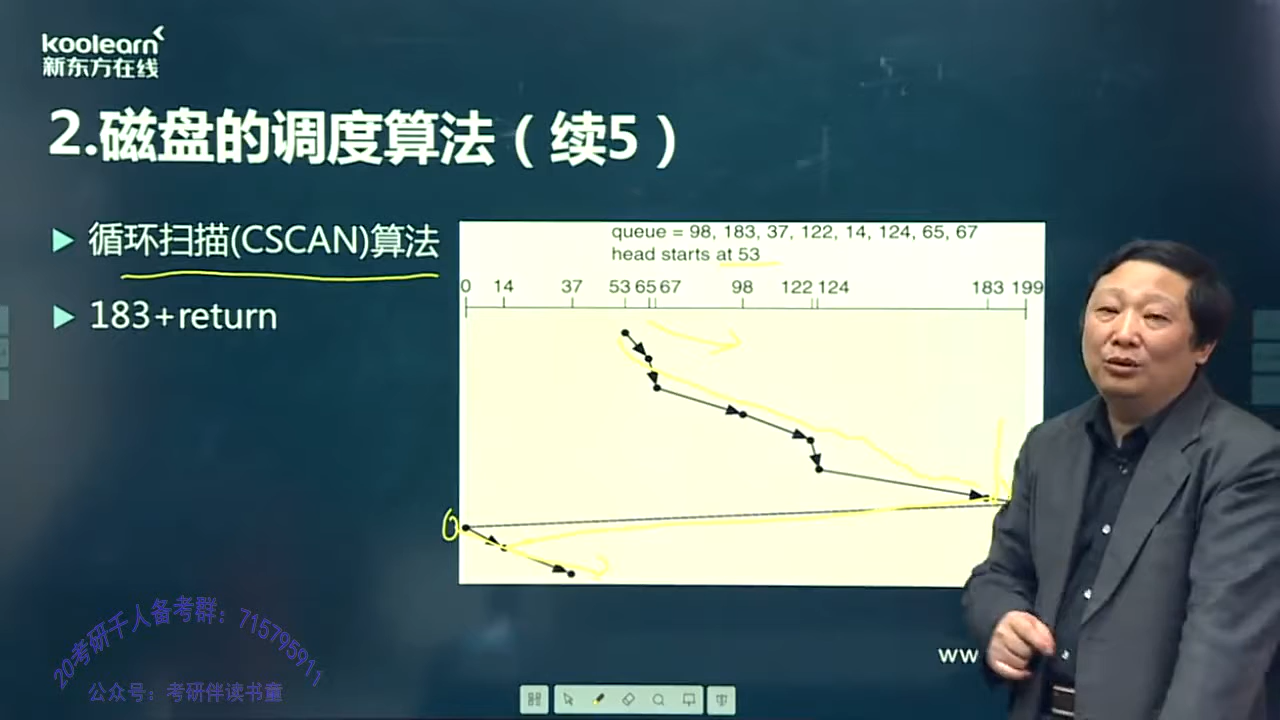 koolearn
新东方在线
2.磁盘的调度算法（续5）
循环扫描(CSCAN)算法
183+return
queue = 98, 183, 37, 122, 14, 124, 65, 67
head starts at 53
0 14 37 53 65 67 98 122 124 183 199
0
20考研千人备考群：715795911
公众号：考研伴读书童
ww